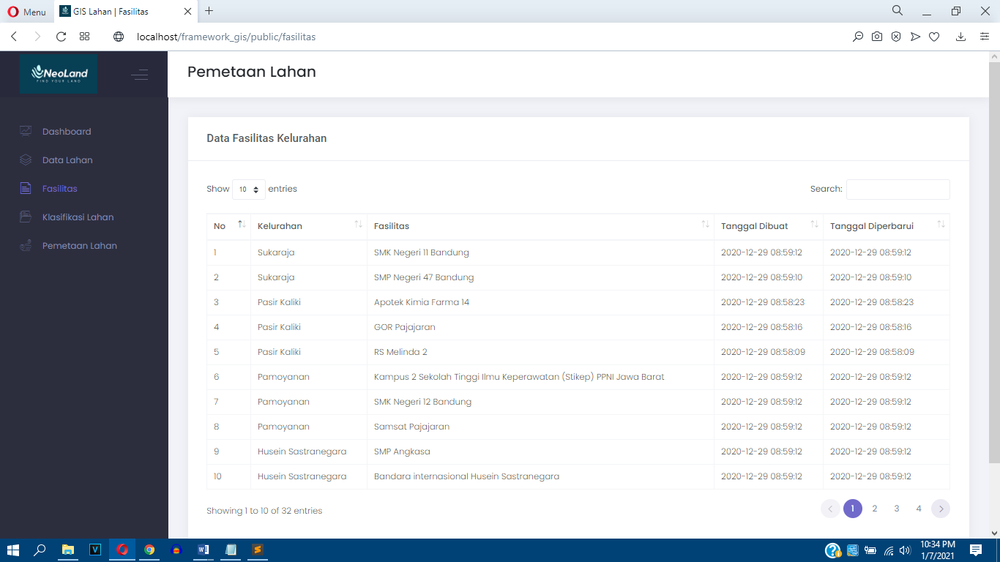 Menu
GIS Lahan | Fasilitas
localhost/framework_gis/public/fasilitas
NeoLand
FIND YOUR LAND
Pemetaan Lahan
Dashboard
Data Lahan
Fasilitas
Klasifikasi Lahan
Pemetaan Lahan
Data Fasilitas Kelurahan
Show 10 entries Search:
No Kelurahan Fasilitas Tanggal Dibuat Tanggal Diperbarui
1 Sukaraja SMK Negeri 11 Bandung 2020-12-29 08:59:12 2020-12-29 08:59:12
2 Sukaraja SMP Negeri 47 Bandung 2020-12-29 08:59:10 2020-12-29 08:59:10
3 Pasir Kaliki Apotek Kimia Farma 14 2020-12-29 08:58:23 2020-12-29 08:58:23
4 Pasir Kaliki GOR Pajajaran 2020-12-29 08:58:16 2020-12-29 08:58:16
5 Pasir Kaliki RS Melinda 2 2020-12-29 08:58:09 2020-12-29 08:58:09
6 Pamoyanan Kampus 2 Sekolah Tinggi Ilmu Keperawatan (Stikep) PPNI Jawa Barat 2020-12-29 08:59:12 2020-12-29 08:59:12
7 Pamoyanan SMK Negeri 12 Bandung 2020-12-29 08:59:12 2020-12-29 08:59:12
8 Pamoyanan Samsat Pajajaran 2020-12-29 08:59:12 2020-12-29 08:59:12
9 Husein Sastranegara SMP Angkasa 2020-12-29 08:59:12 2020-12-29 08:59:12
10 Husein Sastranegara Bandara internasional Husein Sastranegara 2020-12-29 08:59:12 2020-12-29 08:59:12
Showing 1 to 10 of 32 entries
1 2 3 4
10:34 PM
1/7/2021